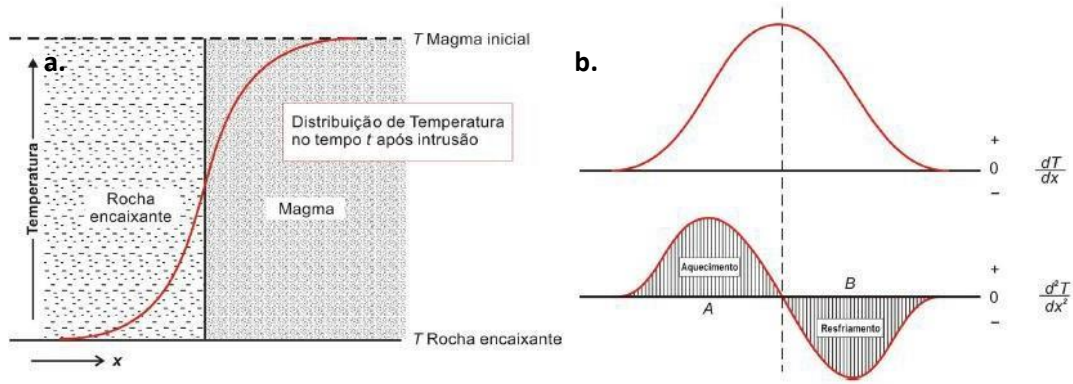 a.
T Magma inicial
Temperatura
Distribuição de Temperatura
no tempo t após intrusão
Rocha
encaixante
Magma
T Rocha encaixante
x
b.
+
0
−
dT
dx
Aquecimento
A
B
Resfriamento
+
0
−
d²T
dx²